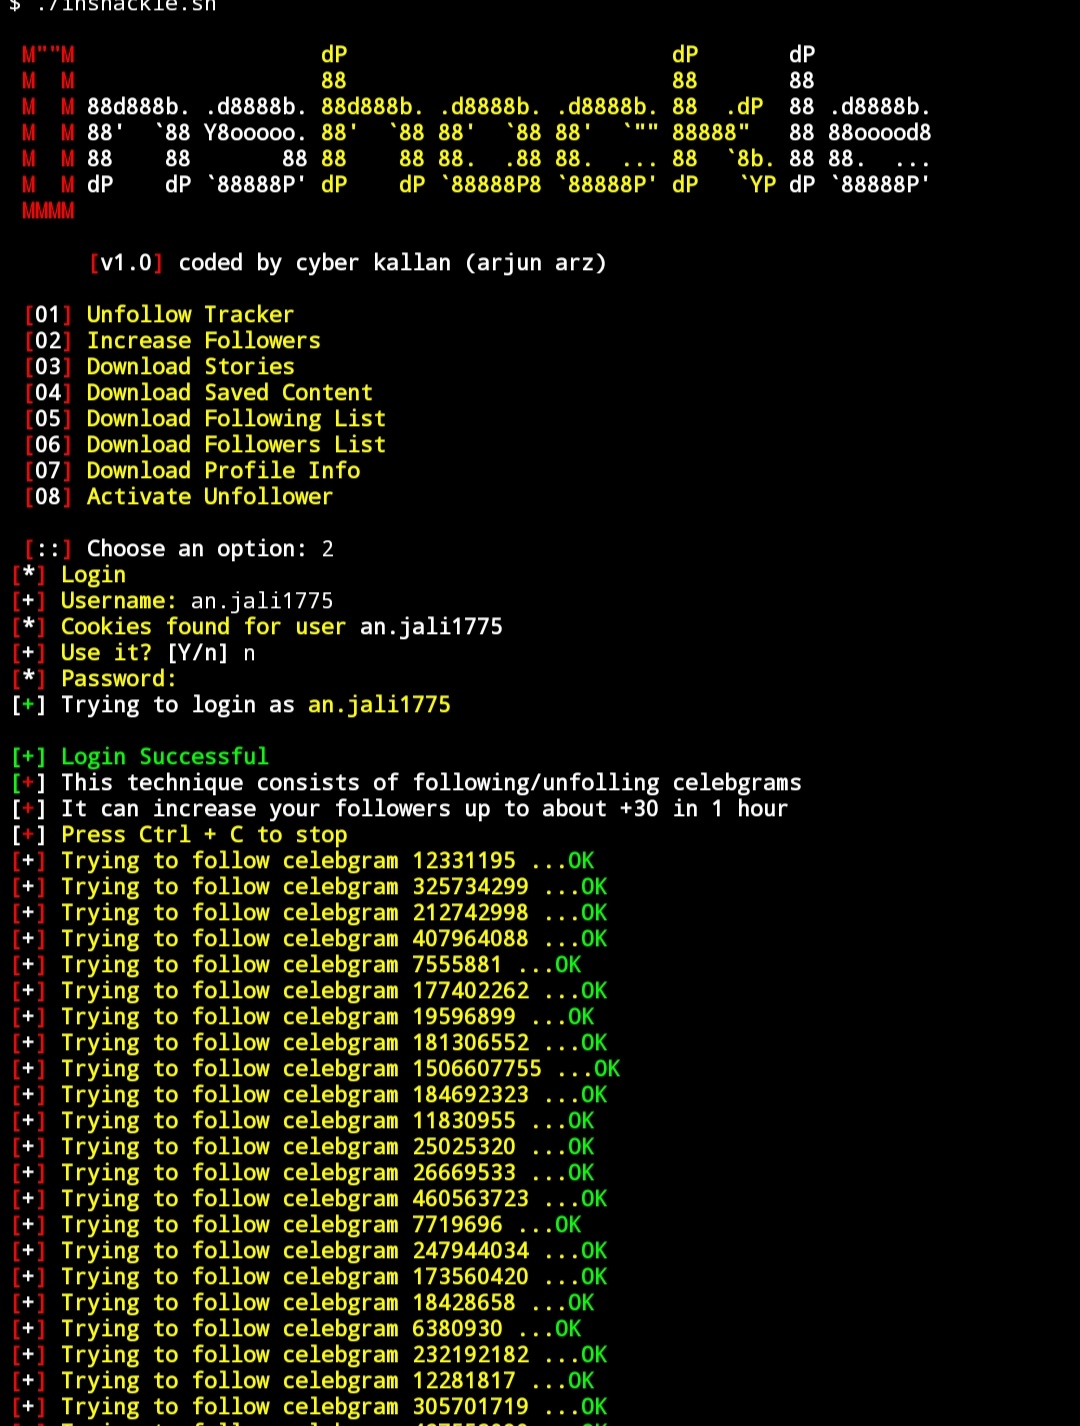 $ ./inshackle.sh
M""M                   dP                         dP       dP
M  M                   88                         88       88
M  M 88d888b. .d8888b. 88d888b. .d8888b. .d8888b. 88  .dP  88 .d8888b.
M  M 88'  `88 Y8ooooo. 88'  `88 88'  `88 88'  `"" 88888"   88 88ooood8
M  M 88    88       88 88    88 88.  .88 88.  ... 88  `8b. 88 88.  ...
M  M dP    dP `88888P' dP    dP `88888P8 `88888P' dP   `YP dP `88888P'
MMMM
[v1.0] coded by cyber kallan (arjun arz)
[01] Unfollow Tracker
[02] Increase Followers
[03] Download Stories
[04] Download Saved Content
[05] Download Following List
[06] Download Followers List
[07] Download Profile Info
[08] Activate Unfollower
[::] Choose an option: 2
[*] Login
[+] Username: an.jali1775
[*] Cookies found for user an.jali1775
[+] Use it? [Y/n] n
[*] Password:
[+] Trying to login as an.jali1775
[+] Login Successful
[+] This technique consists of following/unfolling celebgrams
[+] It can increase your followers up to about +30 in 1 hour
[+] Press Ctrl + C to stop
[+] Trying to follow celebgram 12331195 ...OK
[+] Trying to follow celebgram 325734299 ...OK
[+] Trying to follow celebgram 212742998 ...OK
[+] Trying to follow celebgram 407964088 ...OK
[+] Trying to follow celebgram 7555881 ...OK
[+] Trying to follow celebgram 177402262 ...OK
[+] Trying to follow celebgram 19596899 ...OK
[+] Trying to follow celebgram 181306552 ...OK
[+] Trying to follow celebgram 1506607755 ...OK
[+] Trying to follow celebgram 184692323 ...OK
[+] Trying to follow celebgram 11830955 ...OK
[+] Trying to follow celebgram 25025320 ...OK
[+] Trying to follow celebgram 26669533 ...OK
[+] Trying to follow celebgram 460563723 ...OK
[+] Trying to follow celebgram 7719696 ...OK
[+] Trying to follow celebgram 247944034 ...OK
[+] Trying to follow celebgram 173560420 ...OK
[+] Trying to follow celebgram 18428658 ...OK
[+] Trying to follow celebgram 6380930 ...OK
[+] Trying to follow celebgram 232192182 ...OK
[+] Trying to follow celebgram 12281817 ...OK
[+] Trying to follow celebgram 305701719 ...OK